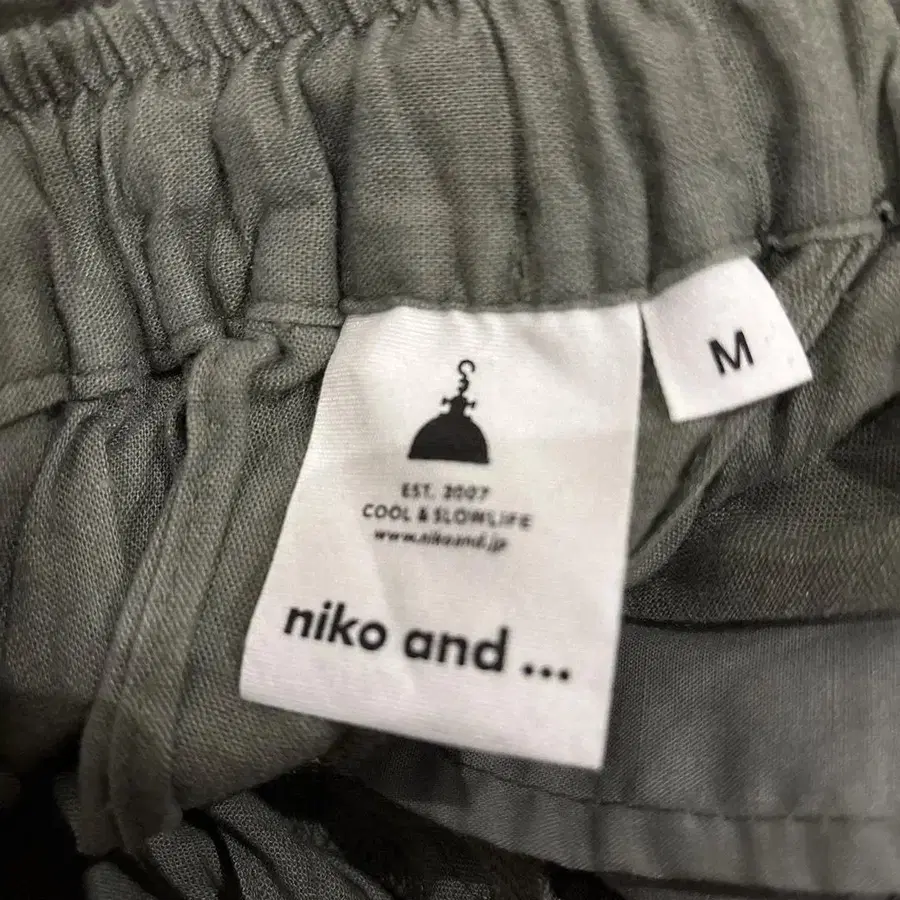 EST. 2007
COOL & SLOWLIFE
www.nikoand.jp
niko and ...
M